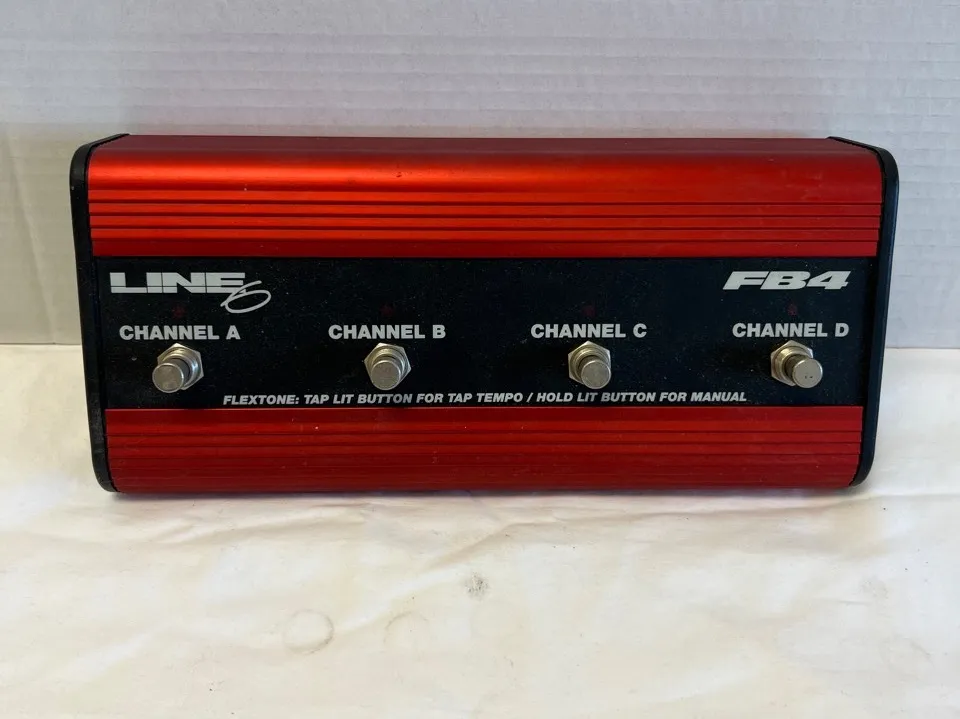 LINE 6
FB4
CHANNEL A
CHANNEL B
CHANNEL C
CHANNEL D
FLEXTONE: TAP LIT BUTTON FOR TAP TEMPO / HOLD LIT BUTTON FOR MANUAL